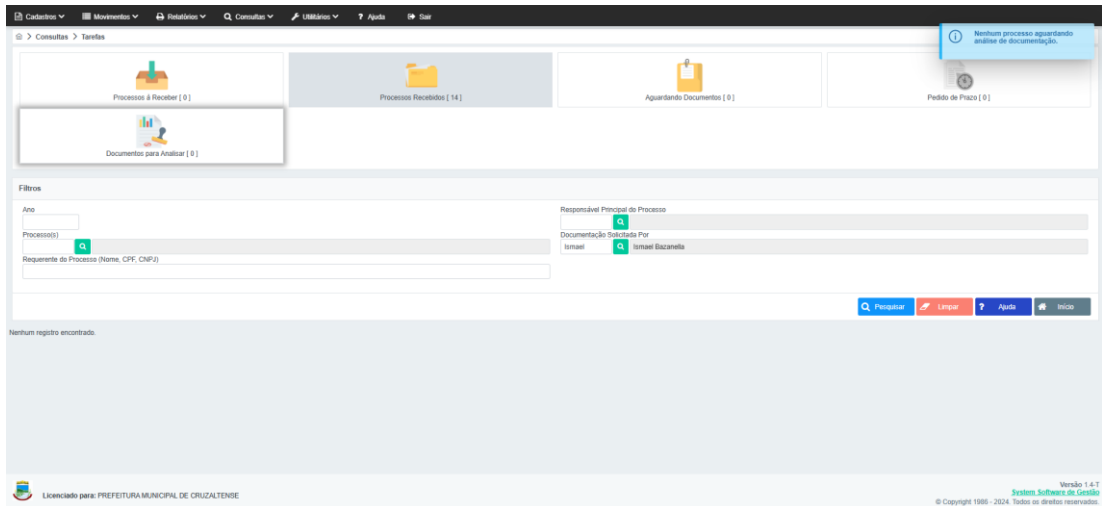 Cadastros Movimentos Relatórios Consultas Utilitários ? Ajuda Sair
> Consultas > Tarefas
Nenhum processo aguardando
análise de documentação.
Processos á Receber [ 0 ]
Processos Recebidos [ 14 ]
Aguardando Documentos [ 0 ]
Pedido de Prazo [ 0 ]
Documentos para Analisar [ 0 ]
Filtros
Ano
Responsável Principal do Processo
Processo(s)
Documentação Solicitada Por
Ismael Ismael Bazanella
Requerente do Processo (Nome, CPF, CNPJ)
Pesquisar Limpar ? Ajuda Início
Nenhum registro encontrado.
Licenciado para: PREFEITURA MUNICIPAL DE CRUZALTENSE
Versão 1.4-T
System Software de Gestão
© Copyright 1986 - 2024. Todos os direitos reservados.